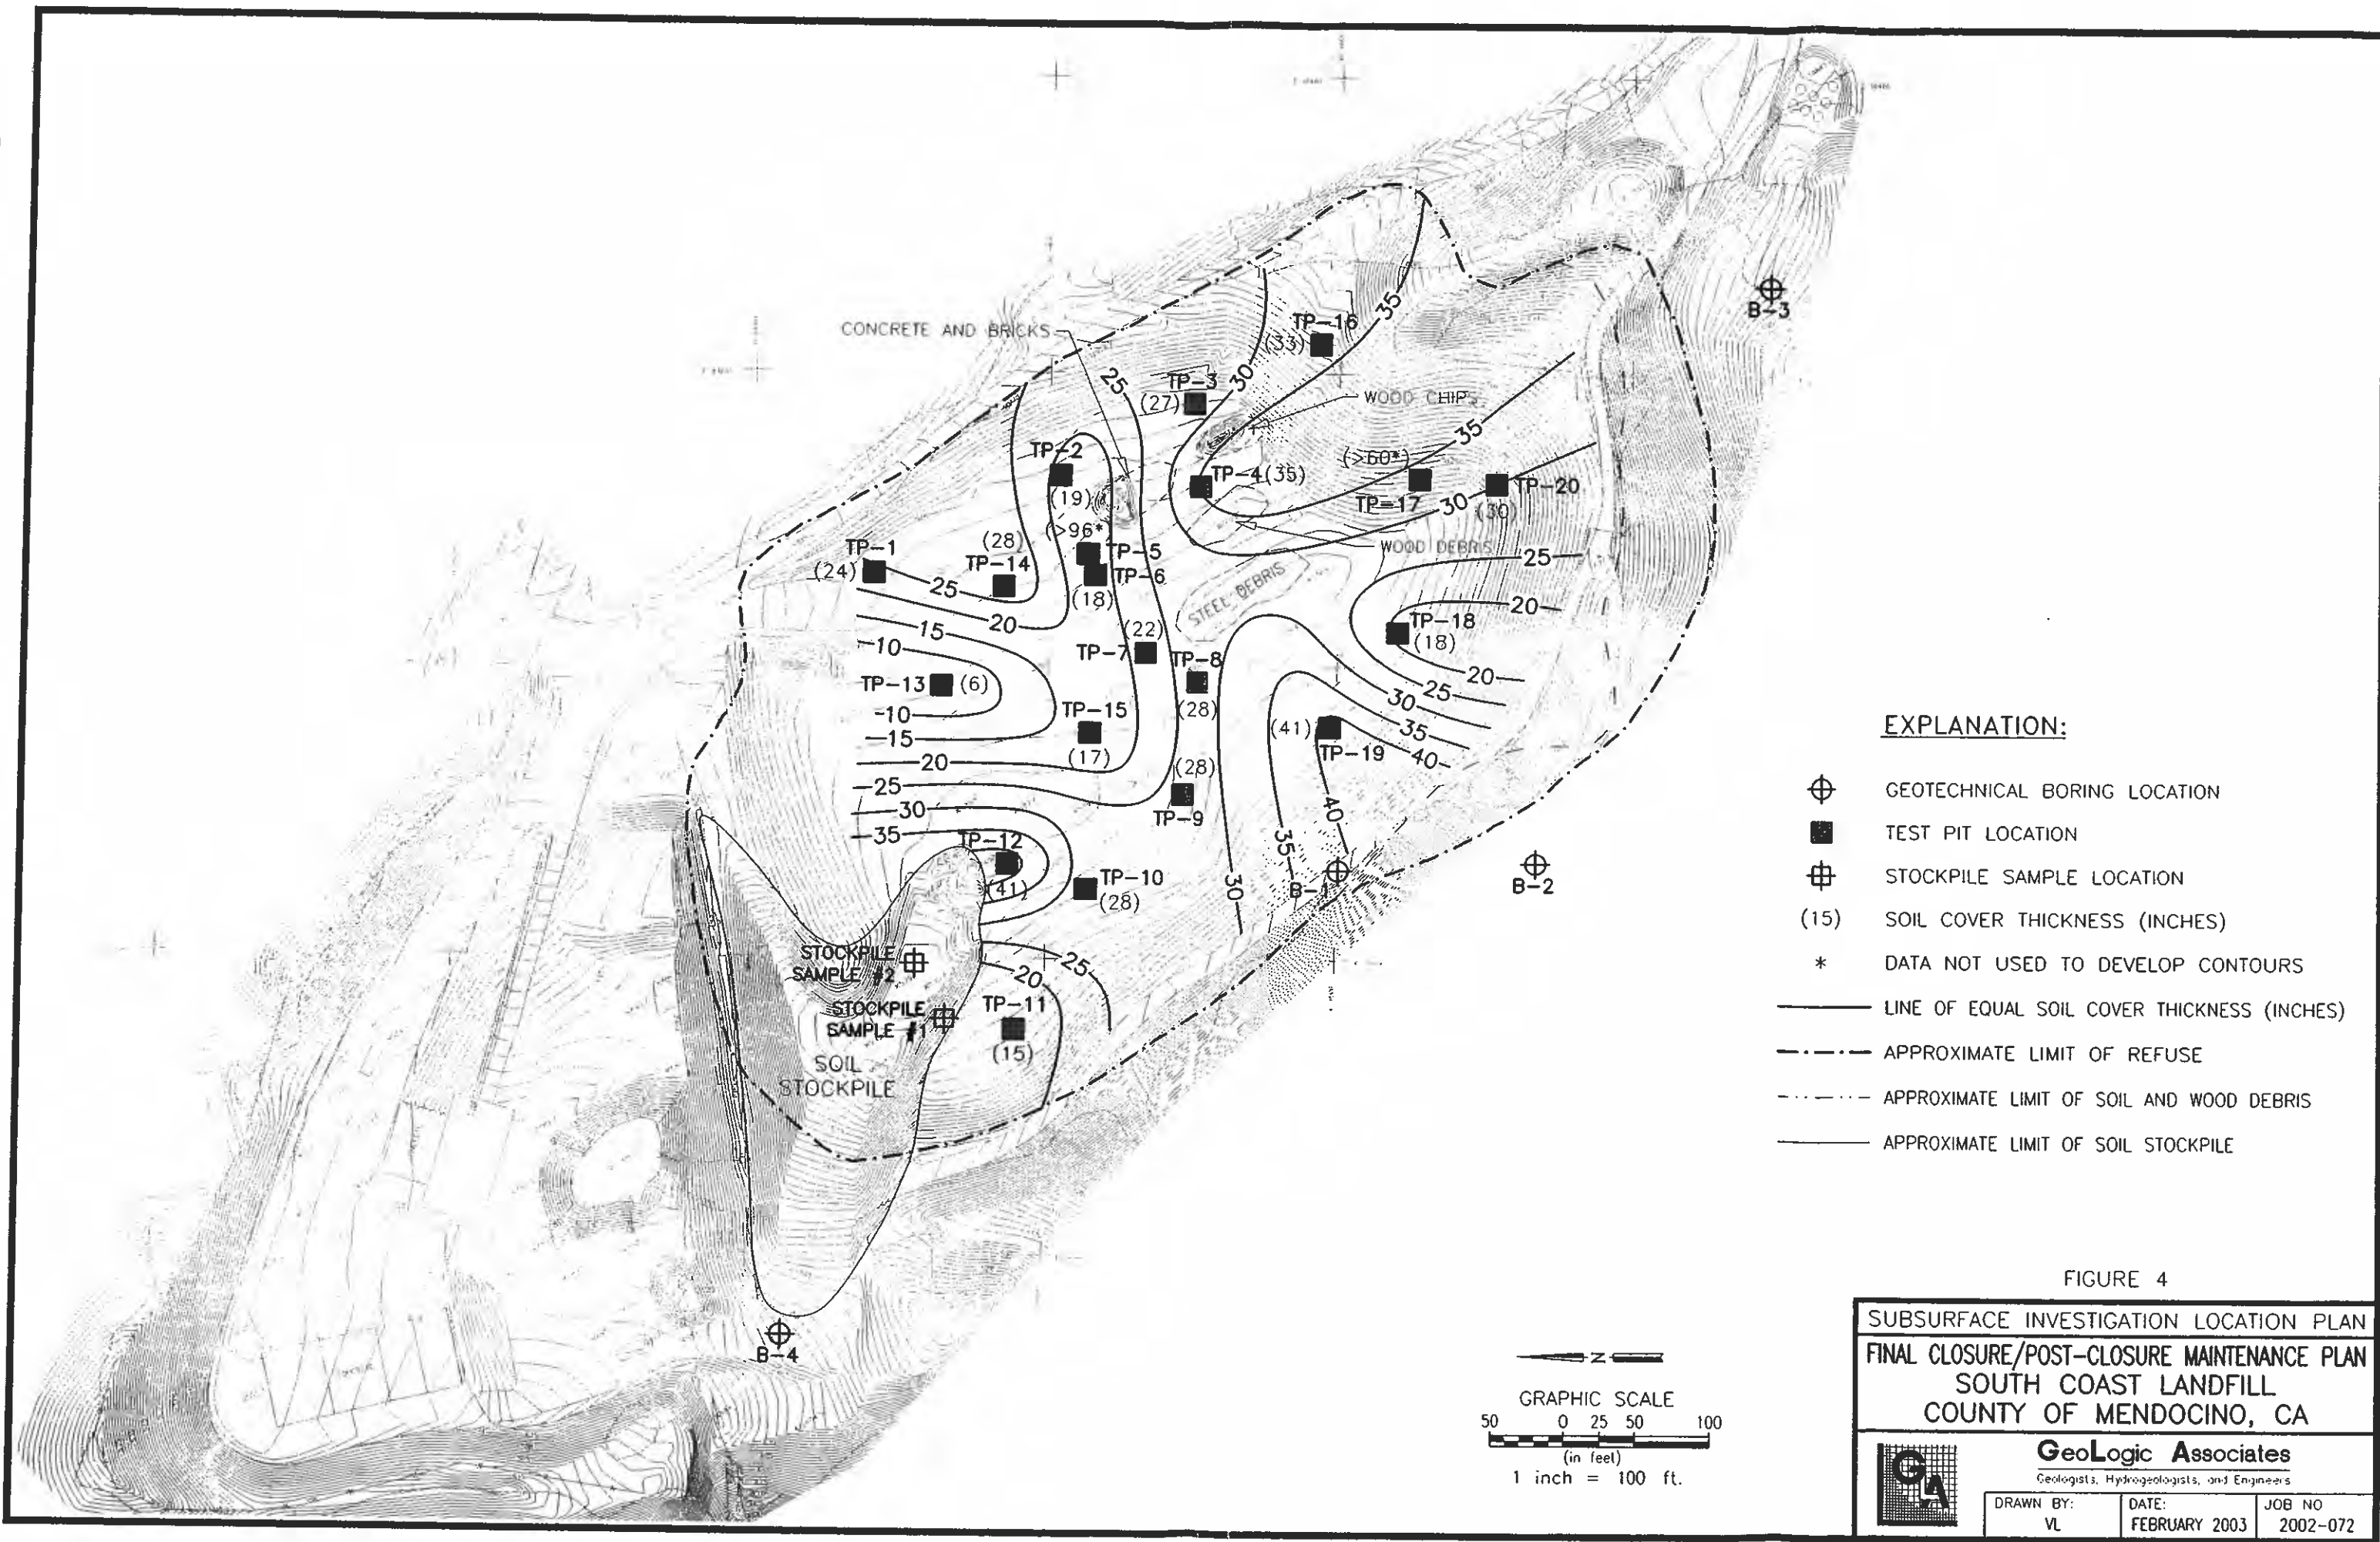 CONCRETE AND BRICKS
TP-16
(33)
35
B-3
25
TP-3
(27)
30
WOOD CHIPS
35
TP-2
(19)
TP-4 (35)
(>60*)
TP-17
30
TP-20
(30)
(>96*)
TP-5
TP-6
(18)
WOOD DEBRIS
25
TP-1
(24)
(28)
TP-14
25
20
STEEL DEBRIS
20
TP-18
(18)
15
10
(22)
TP-7
TP-8
(28)
TP-13
(6)
20
25
30
35
40
10
15
TP-15
(17)
(41)
TP-19
20
25
(28)
TP-9
30
35
40
35
30
TP-12
(41)
TP-10
(28)
B-1
B-2
STOCKPILE
SAMPLE #2
25
20
STOCKPILE
SAMPLE #1
TP-11
(15)
SOIL
STOCKPILE
B-4
EXPLANATION:
GEOTECHNICAL BORING LOCATION
TEST PIT LOCATION
STOCKPILE SAMPLE LOCATION
(15) SOIL COVER THICKNESS (INCHES)
* DATA NOT USED TO DEVELOP CONTOURS
LINE OF EQUAL SOIL COVER THICKNESS (INCHES)
APPROXIMATE LIMIT OF REFUSE
APPROXIMATE LIMIT OF SOIL AND WOOD DEBRIS
APPROXIMATE LIMIT OF SOIL STOCKPILE
N
GRAPHIC SCALE
50 0 25 50 100
(in feet)
1 inch = 100 ft.
FIGURE 4
SUBSURFACE INVESTIGATION LOCATION PLAN
FINAL CLOSURE/POST-CLOSURE MAINTENANCE PLAN
SOUTH COAST LANDFILL
COUNTY OF MENDOCINO, CA
GA
GeoLogic Associates
Geologists, Hydrogeologists, and Engineers
DRAWN BY:
VL
DATE:
FEBRUARY 2003
JOB NO
2002-072